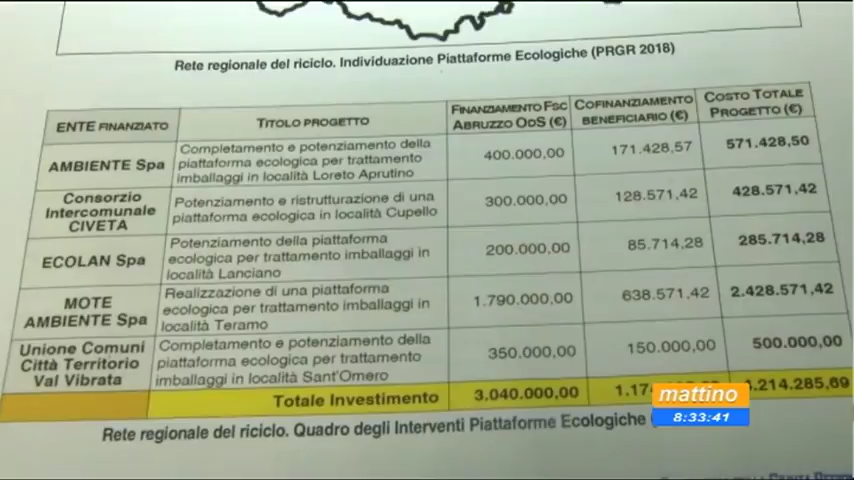 Rete regionale del riciclo. Individuazione Piattaforme Ecologiche (PRGR 2018)
ENTE FINANZIATO TITOLO PROGETTO FINANZIAMENTO FSC ABRUZZO ODS (€) COFINANZIAMENTO BENEFICIARIO (€) COSTO TOTALE PROGETTO (€)
AMBIENTE Spa Completamento e potenziamento della piattaforma ecologica per trattamento imballaggi in località Loreto Aprutino 400.000,00 171.428,57 571.428,50
Consorzio Intercomunale CIVETA Potenziamento e ristrutturazione di una piattaforma ecologica in località Cupello 300.000,00 128.571,42 428.571,42
ECOLAN Spa Potenziamento della piattaforma ecologica per trattamento imballaggi in località Lanciano 200.000,00 85.714,28 285.714,28
MOTE AMBIENTE Spa Realizzazione di una piattaforma ecologica per trattamento imballaggi in località Teramo 1.790.000,00 638.571,42 2.428.571,42
Unione Comuni Città Territorio Val Vibrata Completamento e potenziamento della piattaforma ecologica per trattamento imballaggi in località Sant'Omero 350.000,00 150.000,00 500.000,00
Totale Investimento 3.040.000,00 1.17 .214.285,69
Rete regionale del riciclo. Quadro degli Interventi Piattaforme Ecologiche
mattino
8:33:41